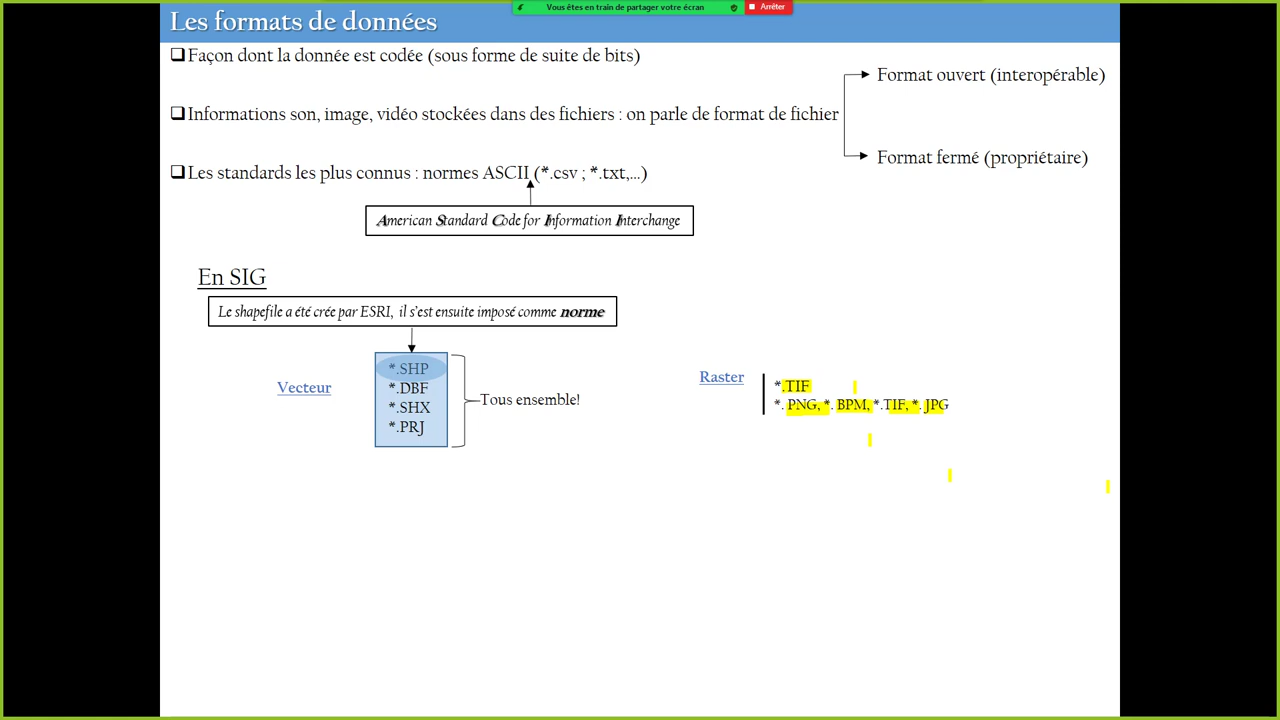 Vous êtes en train de partager votre écran
Arrêter
Les formats de données
Façon dont la donnée est codée (sous forme de suite de bits)
Format ouvert (interopérable)
Informations son, image, vidéo stockées dans des fichiers : on parle de format de fichier
Format fermé (propriétaire)
Les standards les plus connus : normes ASCII (*.csv ; *.txt,...)
American Standard Code for Information Interchange
En SIG
Le shapefile a été crée par ESRI, il s'est ensuite imposé comme norme
Vecteur
*.SHP
*.DBF
*.SHX
*.PRJ
Tous ensemble!
Raster
*.TIF
*. PNG, *. BPM, *.TIF, *. JPG